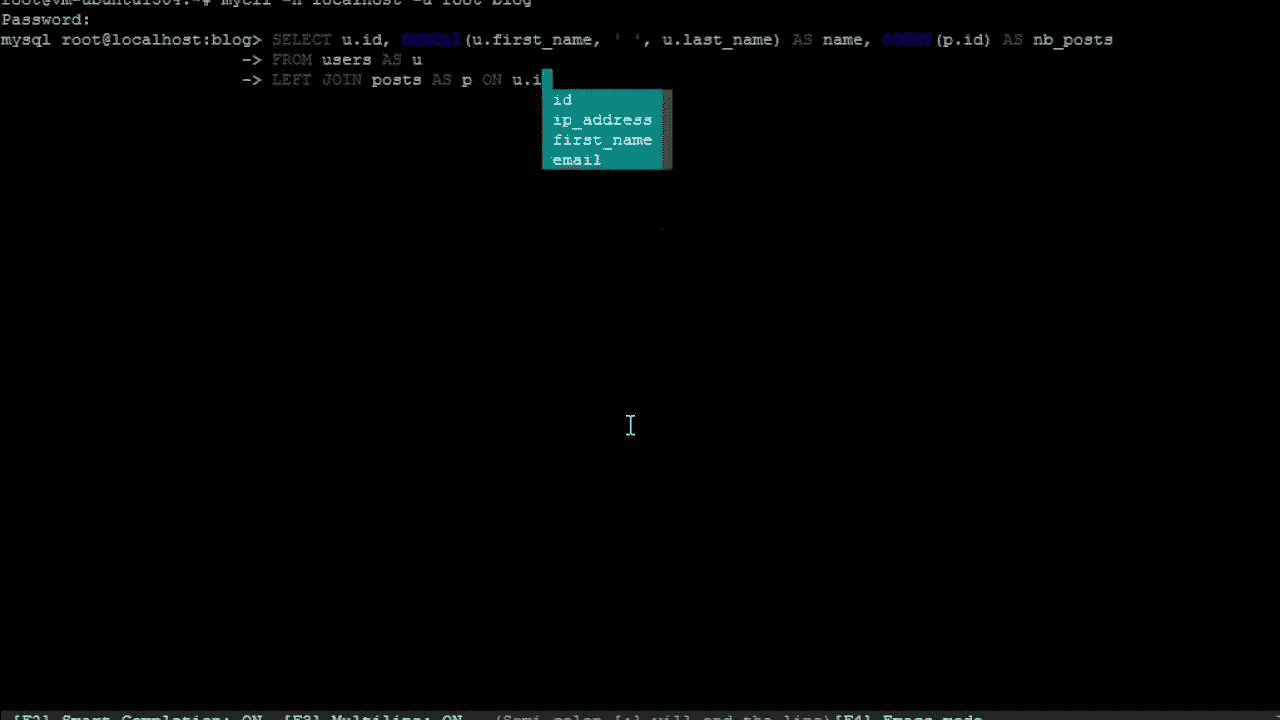 root@vm-ubuntu1504:~# mycli -h localhost -u root blog
Password:
mysql root@localhost:blog> SELECT u.id, CONCAT(u.first_name, ' ', u.last_name) AS name, COUNT(p.id) AS nb_posts
-> FROM users AS u
-> LEFT JOIN posts AS p ON u.i
id
ip_address
first_name
email
[F2] Smart Completion: ON [F3] Multiline: ON (Semi-colon [;] will end the line)[F4] Emacs-mode